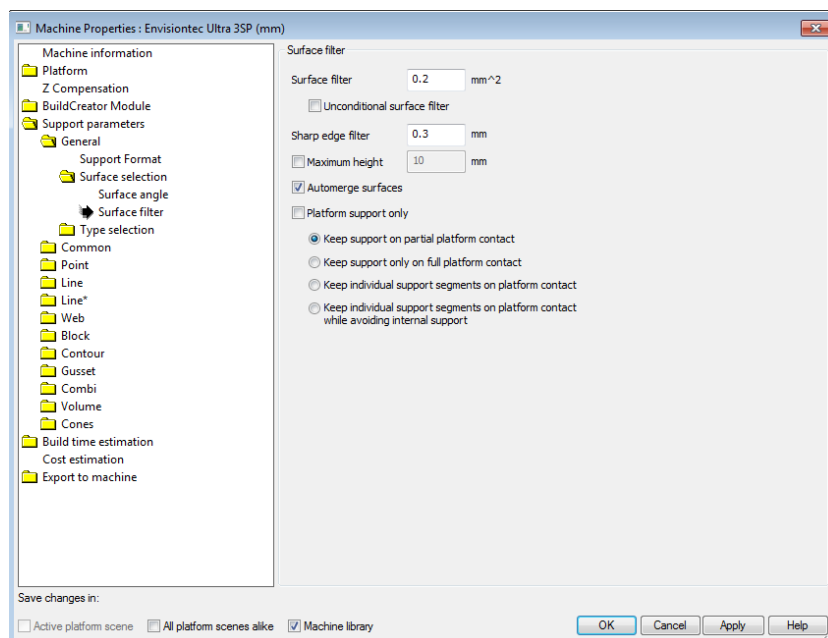 Machine Properties : Envisiontec Ultra 3SP (mm)
Machine information
Platform
Z Compensation
BuildCreator Module
Support parameters
General
Support Format
Surface selection
Surface angle
Surface filter
Type selection
Common
Point
Line
Line*
Web
Block
Contour
Gusset
Combi
Volume
Cones
Build time estimation
Cost estimation
Export to machine
Surface filter
Surface filter 0.2 mm^2
Unconditional surface filter
Sharp edge filter 0.3 mm
Maximum height 10 mm
Automerge surfaces
Platform support only
Keep support on partial platform contact
Keep support only on full platform contact
Keep individual support segments on platform contact
Keep individual support segments on platform contact
while avoiding internal support
Save changes in:
Active platform scene All platform scenes alike Machine library OK Cancel Apply Help